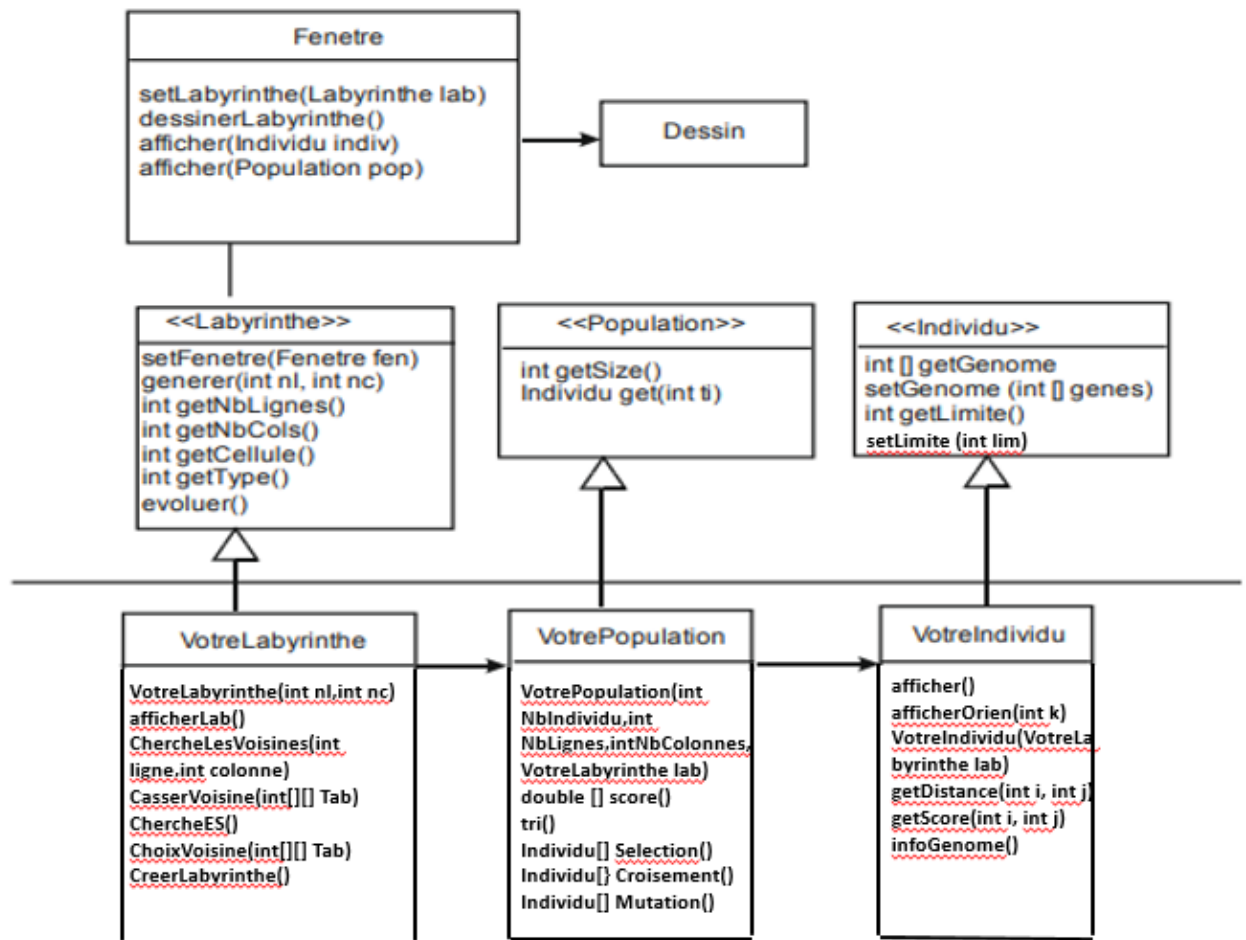 Fenetre
setLabyrinthe(Labyrinthe lab)
dessinerLabyrinthe()
afficher(Individu indiv)
afficher(Population pop)
Dessin
<<Labyrinthe>>
setFenetre(Fenetre fen)
generer(int nl, int nc)
int getNbLignes()
int getNbCols()
int getCellule()
int getType()
evoluer()
<<Population>>
int getSize()
Individu get(int ti)
<<Individu>>
int [] getGenome
setGenome (int [] genes)
int getLimite()
setLimite (int lim)
VotreLabyrinthe
VotreLabyrinthe(int nl,int nc)
afficherLab()
ChercheLesVoisines(int
ligne,int colonne)
CasserVoisine(int[][] Tab)
ChercheES()
ChoixVoisine(int[][] Tab)
CreerLabyrinthe()
VotrePopulation
VotrePopulation(int
NbIndividu,int
NbLignes,intNbColonnes,
VotreLabyrinthe lab)
double [] score()
tri()
Individu[] Selection()
Individu[} Croisement()
Individu[] Mutation()
VotreIndividu
afficher()
afficherOrien(int k)
VotreIndividu(VotreLa
byrinthe lab)
getDistance(int i, int j)
getScore(int i, int j)
infoGenome()